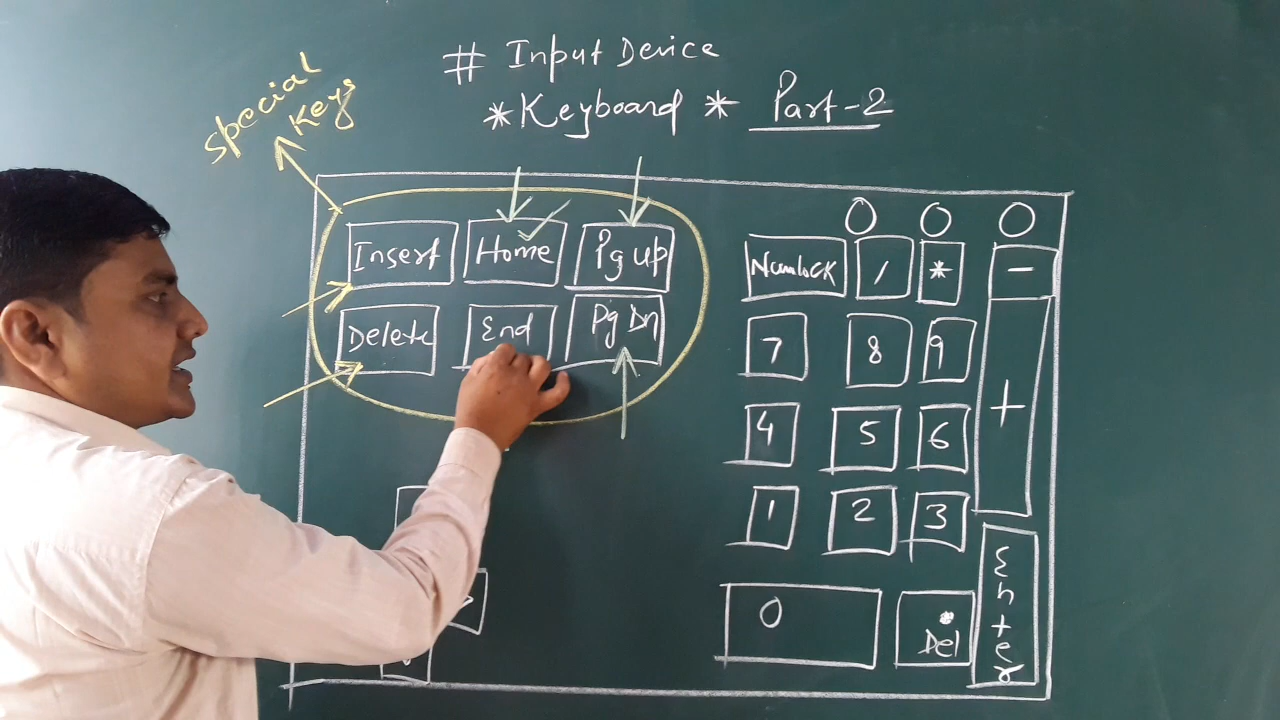 # Input Device
*Keyboard * Part-2
Special
Keys
Insert Home Pg up
Delete End Pg Dn
Numlock / * -
7 8 9 +
4 5 6
1 2 3
0 . Del
Enter